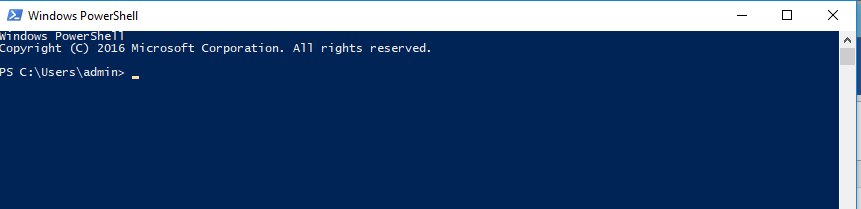 Windows PowerShell
Windows PowerShell
Copyright (C) 2016 Microsoft Corporation. All rights reserved.
PS C:\Users\admin> _